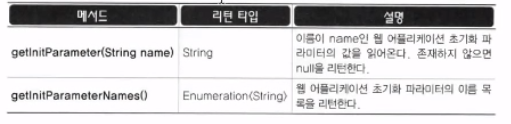 메서드 리턴 타입 설명
getInitParameter(String name) String 이름이 name인 웹 어플리케이션 초기화 파
라미터의 값을 읽어온다. 존재하지 않으면
null을 리턴한다.
getInitParameterNames() Enumeration<String> 웹 어플리케이션 초기화 파라미터의 이름 목
록을 리턴한다.